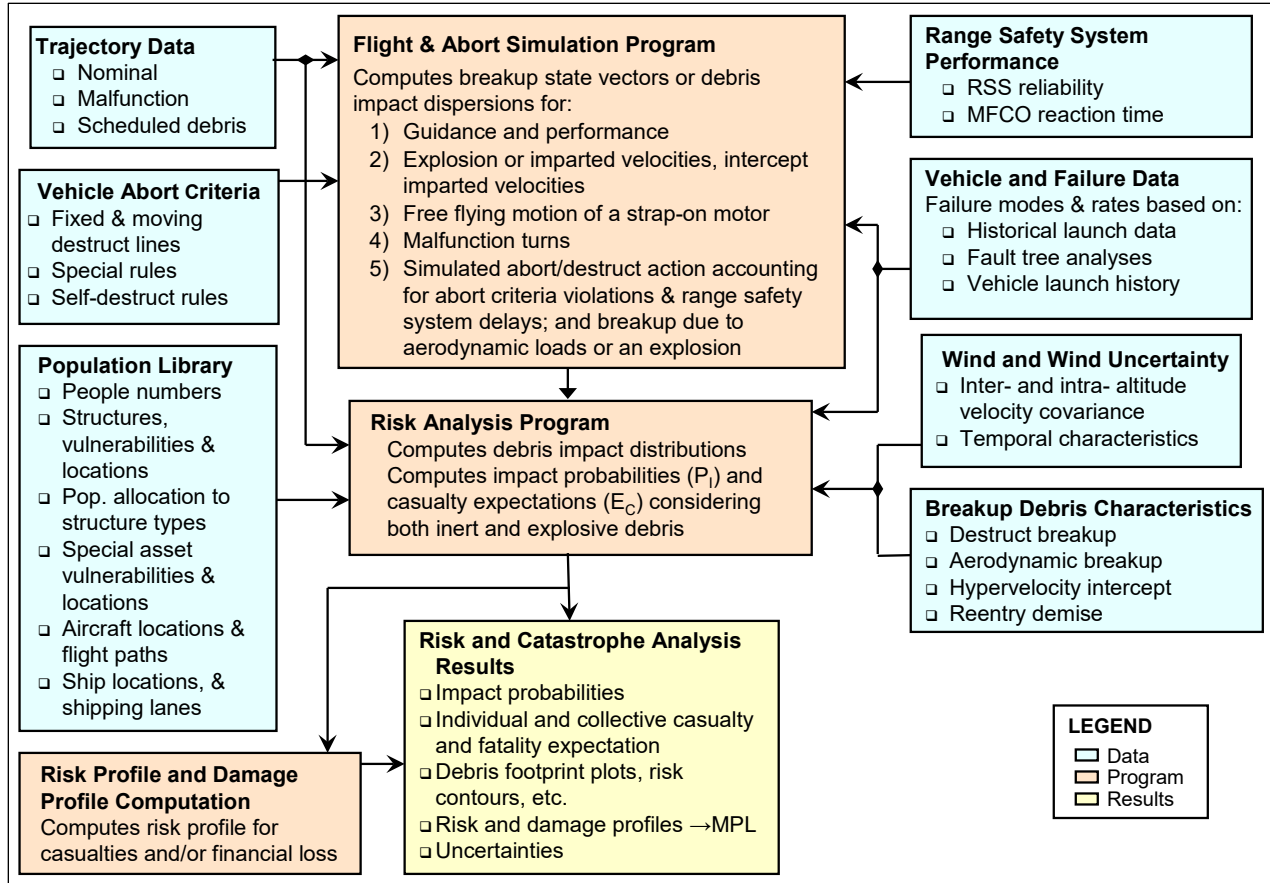 Trajectory Data
❑ Nominal
❑ Malfunction
❑ Scheduled debris
Vehicle Abort Criteria
❑ Fixed & moving
destruct lines
❑ Special rules
❑ Self-destruct rules
Population Library
❑ People numbers
❑ Structures,
vulnerabilities &
locations
❑ Pop. allocation to
structure types
❑ Special asset
vulnerabilities &
locations
❑ Aircraft locations &
flight paths
❑ Ship locations, &
shipping lanes
Flight & Abort Simulation Program
Computes breakup state vectors or debris
impact dispersions for:
1) Guidance and performance
2) Explosion or imparted velocities, intercept
imparted velocities
3) Free flying motion of a strap-on motor
4) Malfunction turns
5) Simulated abort/destruct action accounting
for abort criteria violations & range safety
system delays; and breakup due to
aerodynamic loads or an explosion
Range Safety System
Performance
❑ RSS reliability
❑ MFCO reaction time
Vehicle and Failure Data
Failure modes & rates based on:
❑ Historical launch data
❑ Fault tree analyses
❑ Vehicle launch history
Wind and Wind Uncertainty
❑ Inter- and intra- altitude
velocity covariance
❑ Temporal characteristics
Breakup Debris Characteristics
❑ Destruct breakup
❑ Aerodynamic breakup
❑ Hypervelocity intercept
❑ Reentry demise
Risk Analysis Program
Computes debris impact distributions
Computes impact probabilities (PI) and
casualty expectations (EC) considering
both inert and explosive debris
Risk and Catastrophe Analysis
Results
❑ Impact probabilities
❑ Individual and collective casualty
and fatality expectation
❑ Debris footprint plots, risk
contours, etc.
❑ Risk and damage profiles →MPL
❑ Uncertainties
Risk Profile and Damage
Profile Computation
Computes risk profile for
casualties and/or financial loss
LEGEND
Data
Program
Results